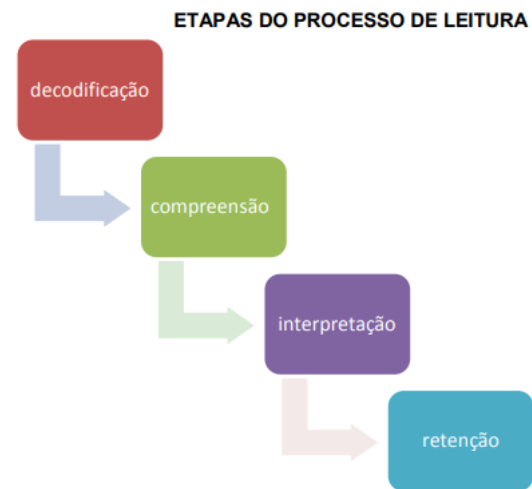 ETAPAS DO PROCESSO DE LEITURA
decodificação
compreensão
interpretação
retenção